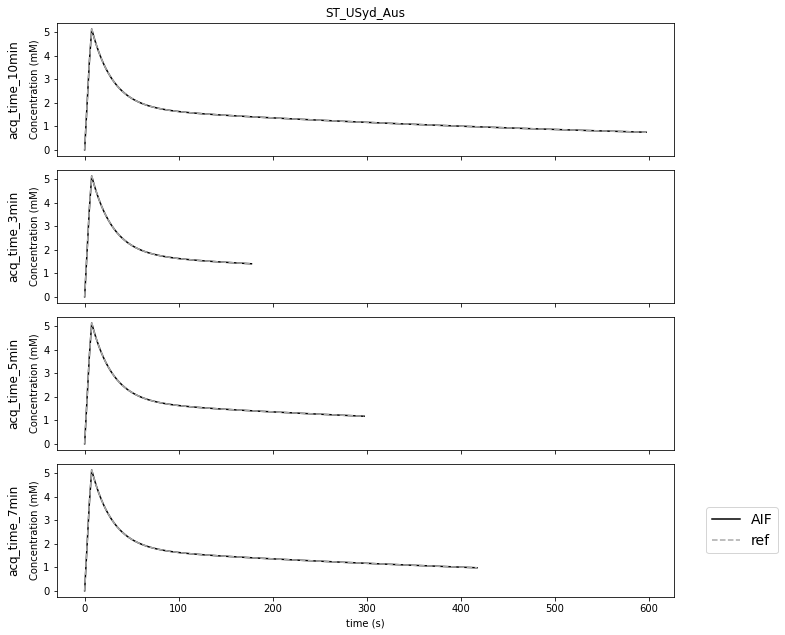 ST_USyd_Aus
acq_time_10min
Concentration (mM)
5
4
3
2
1
0
acq_time_3min
Concentration (mM)
5
4
3
2
1
0
acq_time_5min
Concentration (mM)
5
4
3
2
1
0
acq_time_7min
Concentration (mM)
5
4
3
2
1
0
0 100 200 300 400 500 600
time (s)
AIF
ref